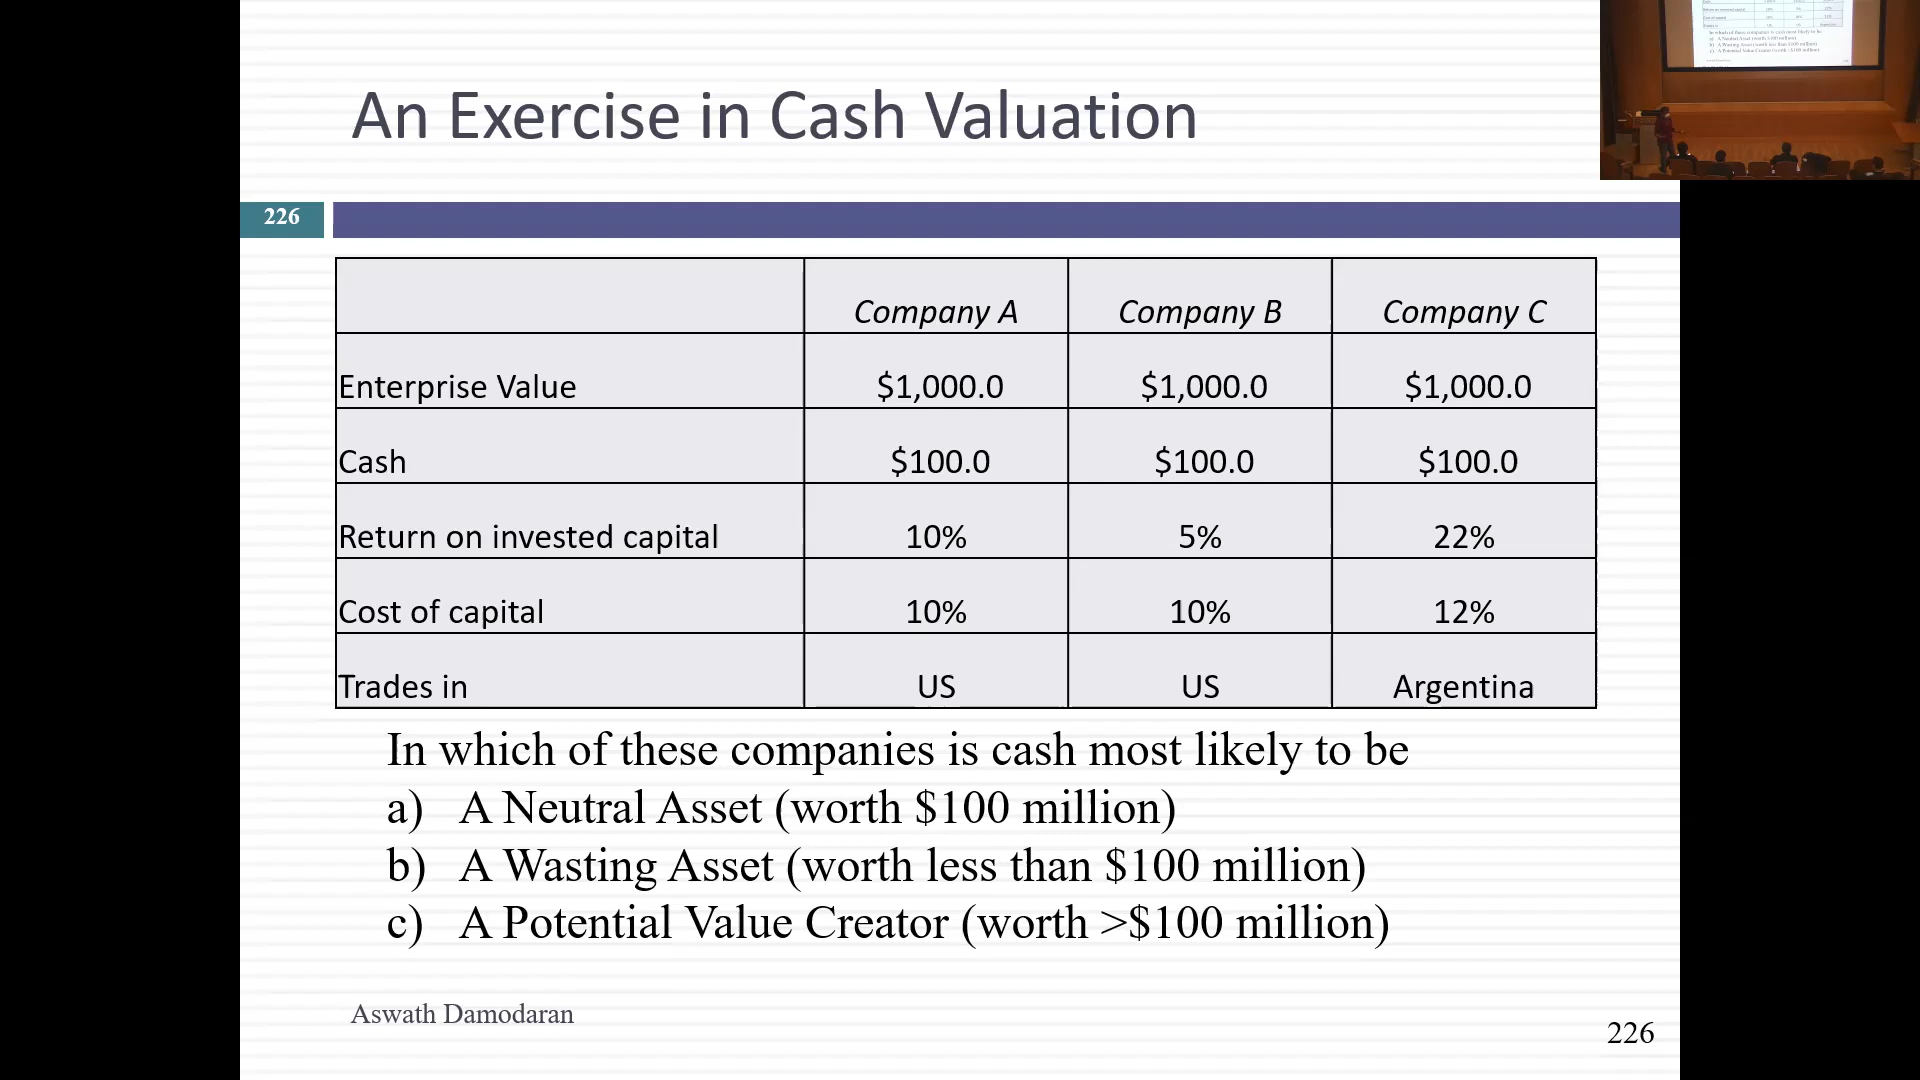 An Exercise in Cash Valuation
226
Company A Company B Company C
Enterprise Value $1,000.0 $1,000.0 $1,000.0
Cash $100.0 $100.0 $100.0
Return on invested capital 10% 5% 22%
Cost of capital 10% 10% 12%
Trades in US US Argentina
In which of these companies is cash most likely to be
a) A Neutral Asset (worth $100 million)
b) A Wasting Asset (worth less than $100 million)
c) A Potential Value Creator (worth >$100 million)
Aswath Damodaran
226